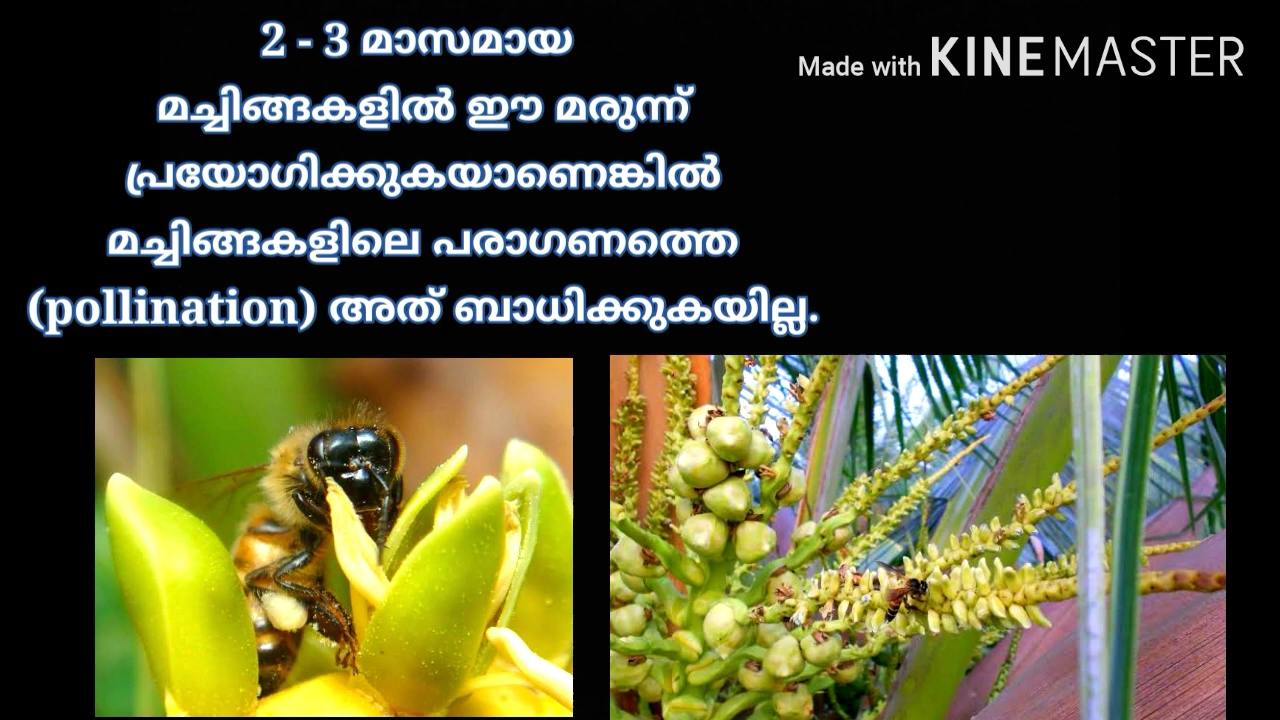 2 - 3 മാസമായ
Made with KINEMASTER
മച്ചിങ്ങകളിൽ ഈ മരുന്ന്
പ്രയോഗിക്കുകയാണെങ്കിൽ
മച്ചിങ്ങകളിലെ പരാഗണത്തെ
(pollination) അത് ബാധിക്കുകയില്ല.